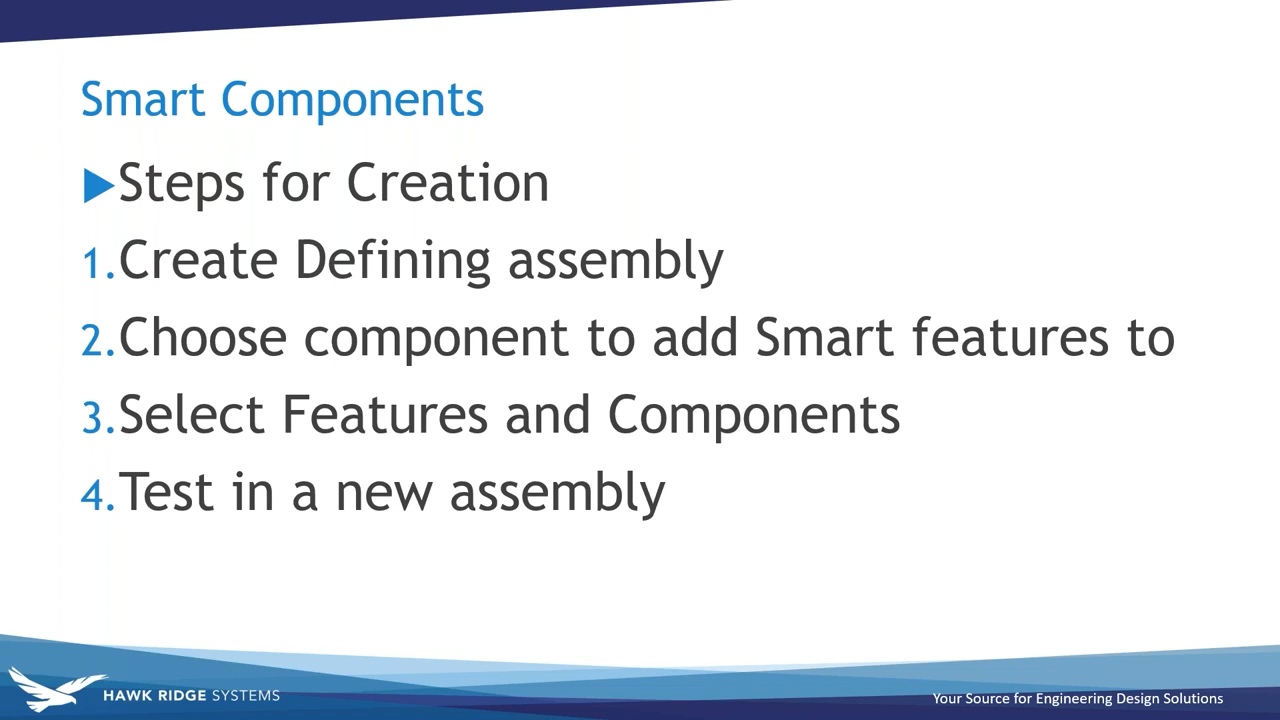 Smart Components
Steps for Creation
1. Create Defining assembly
2. Choose component to add Smart features to
3. Select Features and Components
4. Test in a new assembly
HAWK RIDGE SYSTEMS
Your Source for Engineering Design Solutions